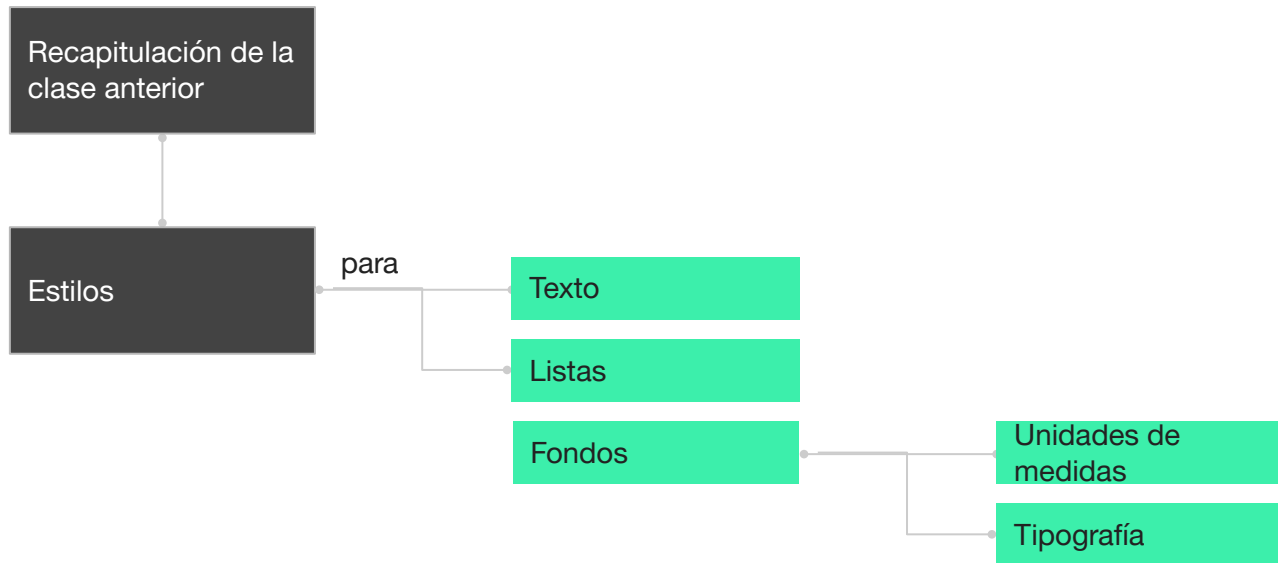 Recapitulación de la
clase anterior
Estilos
para
Texto
Listas
Fondos
Unidades de
medidas
Tipografía